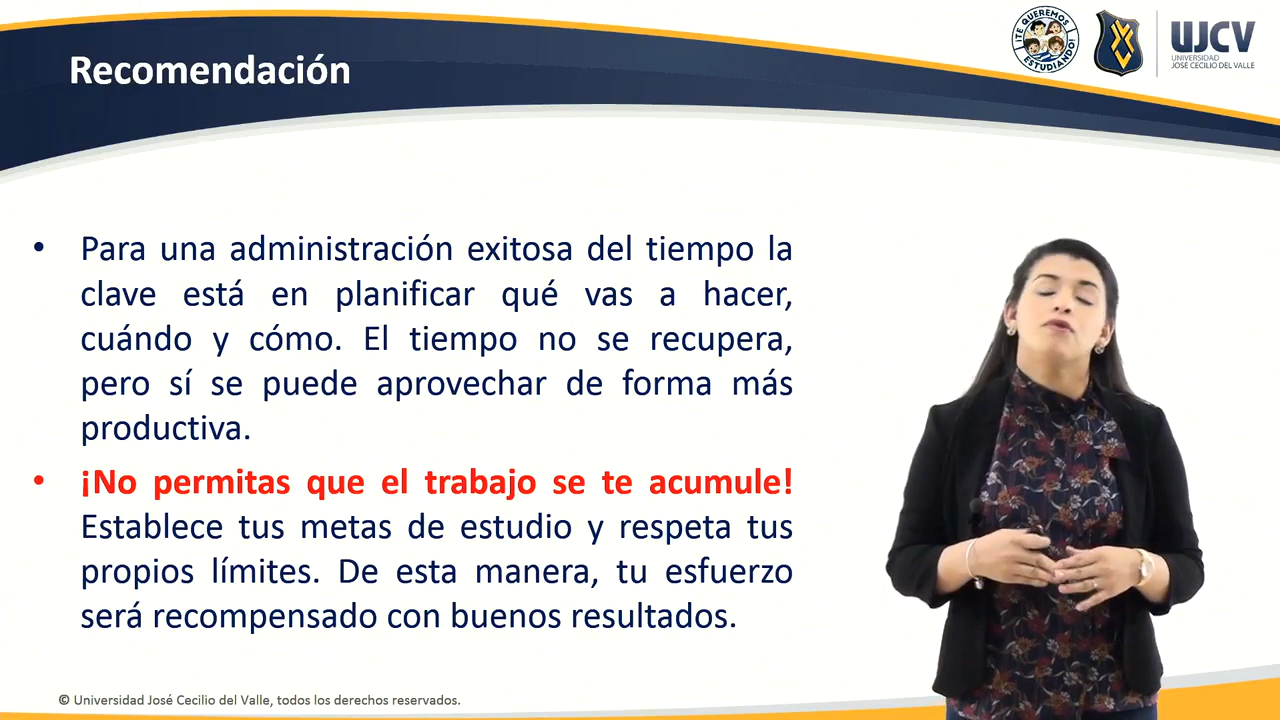 ¡TE QUEREMOS
ESTUDIANDO!
UJCV
UNIVERSIDAD
JOSÉ CECILIO DEL VALLE
Recomendación
• Para una administración exitosa del tiempo la
clave está en planificar qué vas a hacer,
cuándo y cómo. El tiempo no se recupera,
pero sí se puede aprovechar de forma más
productiva.
• ¡No permitas que el trabajo se te acumule!
Establece tus metas de estudio y respeta tus
propios límites. De esta manera, tu esfuerzo
será recompensado con buenos resultados.
© Universidad José Cecilio del Valle, todos los derechos reservados.